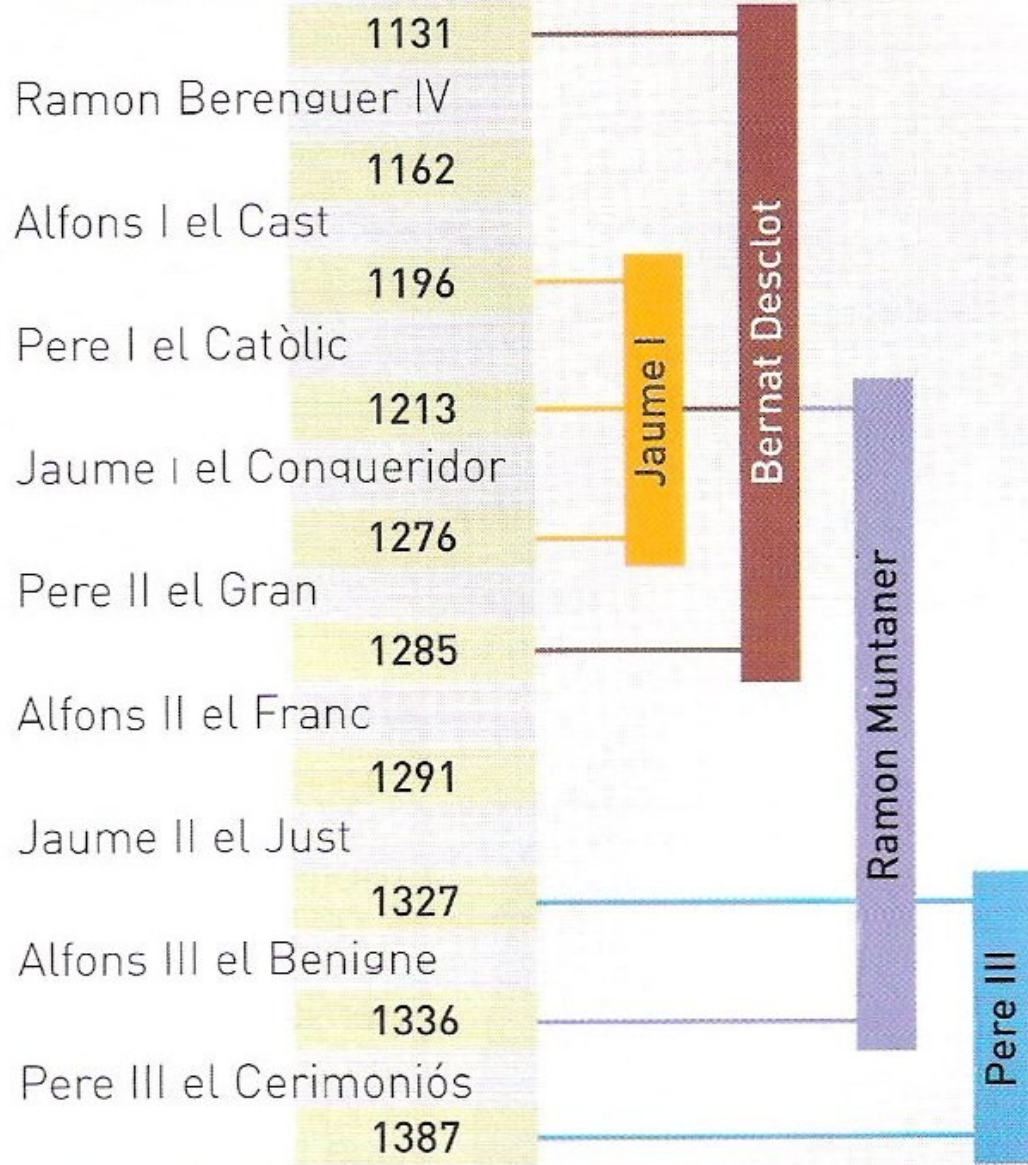 1131
Ramon Berenguer IV
1162
Alfons I el Cast
1196
Pere I el Catòlic
1213
Jaume I el Conqueridor
1276
Pere II el Gran
1285
Alfons II el Franc
1291
Jaume II el Just
1327
Alfons III el Benigne
1336
Pere III el Cerimoniós
1387
Jaume I
Bernat Desclot
Ramon Muntaner
Pere III